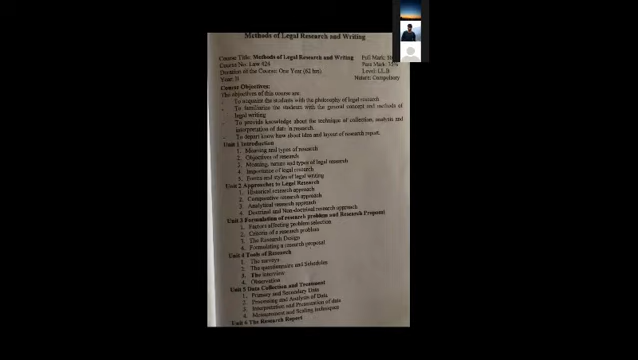 Methods of Legal Research and Writing
Course Title: Methods of Legal Research and Writing
Full Mark:
Course No: Law
Pass Mark:
Duration of the Course: One Year
Level: LL.B
Year: II
Nature: Compulsory
Course Objectives:
The objectives of this course are:
- To acquaint the students with the philosophy of legal research
- To familiarize the students with the general concept and methods of
legal writing
- To provide knowledge about the technique of collection, analysis and
interpretation of data in research.
- To know about idea and layout of research report.
Unit 1 Introduction
1. Meaning and types of research
2. Objectives of research
3. Meaning, nature and types of legal research
4. Importance of legal research
5. and styles of legal writing
Unit 2 Approaches to Legal Research
1. Historical research approach
2. Comparative research approach
3. Analytical research approach
4. Doctrinal and Non-doctrinal research approach
Unit 3 Formulation of research problem and Research Proposal
1. Factors affecting problem selection
2. Criteria of a research problem
3. The Research Design
4. Formulating a research proposal
Unit 4 Tools of Research
1. The surveys
2. The questionnaire and Schedules
3. The interview
4. Observation
Unit 5 Data Collection and Treatment
1. Primary and Secondary Data
2. Processing and Analysis of Data
3. Interpretation and Presentation of data
4. Measurement and Scaling techniques
Unit 6 The Research Report